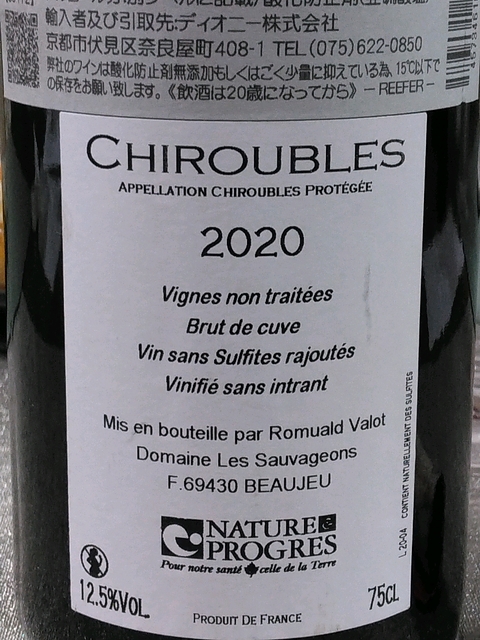 輸入者及び引取先:ディオニー株式会社
京都市伏見区奈良屋町408-1 TEL(075)622-0850
弊社のワインは酸化防止剤無添加もしくはごく少量に抑えている為、15℃以下で
の保存をお願い致します。《飲酒は20歳になってから》 ― REEFER ―
CHIROUBLES
APPELLATION CHIROUBLES PROTÉGÉE
2020
Vignes non traitées
Brut de cuve
Vin sans Sulfites rajoutés
Vinifié sans intrant
Mis en bouteille par Romuald Valot
Domaine Les Sauvageons
F.69430 BEAUJEU
NATURE &
PROGRES
Pour notre santé celle de la Terre
12.5%VOL.
75CL
PRODUIT DE FRANCE
L 20-04 CONTIENT NATURELLEMENT DES SULFITES